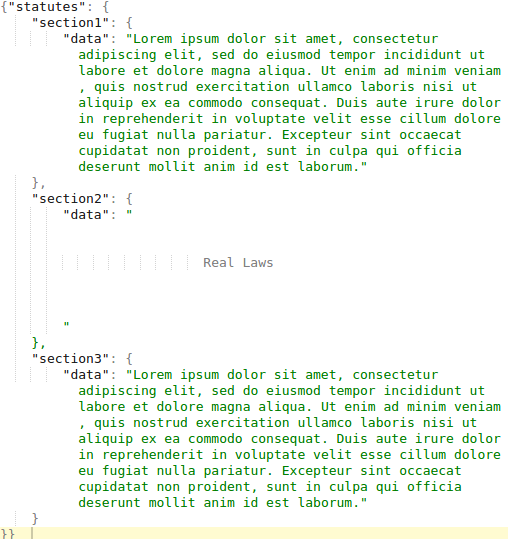 {"statutes": {
"section1": {
"data": "Lorem ipsum dolor sit amet, consectetur
adipiscing elit, sed do eiusmod tempor incididunt ut
labore et dolore magna aliqua. Ut enim ad minim veniam
, quis nostrud exercitation ullamco laboris nisi ut
aliquip ex ea commodo consequat. Duis aute irure dolor
in reprehenderit in voluptate velit esse cillum dolore
eu fugiat nulla pariatur. Excepteur sint occaecat
cupidatat non proident, sunt in culpa qui officia
deserunt mollit anim id est laborum."
},
"section2": {
"data": "
Real Laws
"
},
"section3": {
"data": "Lorem ipsum dolor sit amet, consectetur
adipiscing elit, sed do eiusmod tempor incididunt ut
labore et dolore magna aliqua. Ut enim ad minim veniam
, quis nostrud exercitation ullamco laboris nisi ut
aliquip ex ea commodo consequat. Duis aute irure dolor
in reprehenderit in voluptate velit esse cillum dolore
eu fugiat nulla pariatur. Excepteur sint occaecat
cupidatat non proident, sunt in culpa qui officia
deserunt mollit anim id est laborum."
}
}}